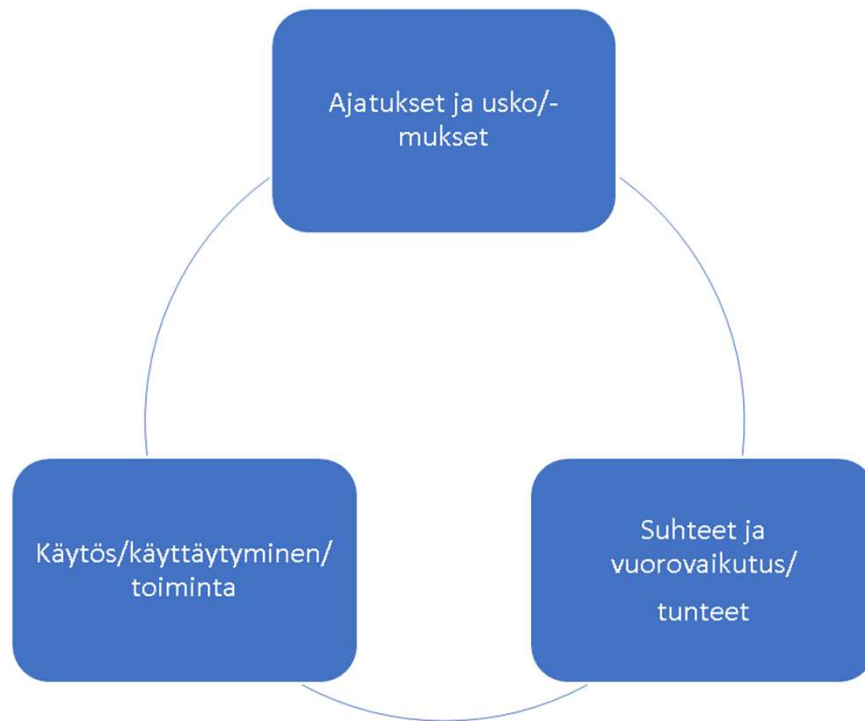 Ajatukset ja usko/-
mukset
Käytös/käyttäytyminen/
toiminta
Suhteet ja
vuorovaikutus/
tunteet